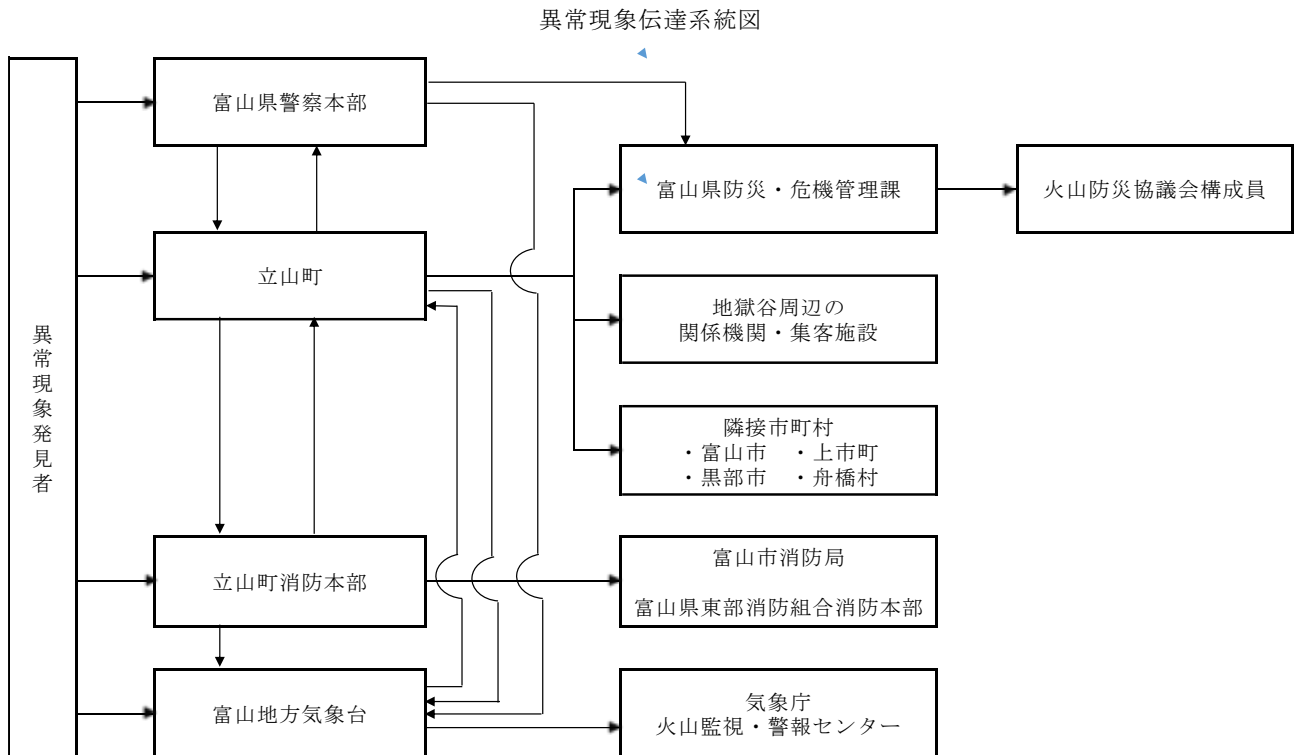 異常現象伝達系統図
異常現象発見者
富山県警察本部
富山県防災・危機管理課
火山防災協議会構成員
立山町
地獄谷周辺の
関係機関・集客施設
隣接市町村
・富山市　・上市町
・黒部市　・舟橋村
立山町消防本部
富山市消防局
富山県東部消防組合消防本部
富山地方気象台
気象庁
火山監視・警報センター